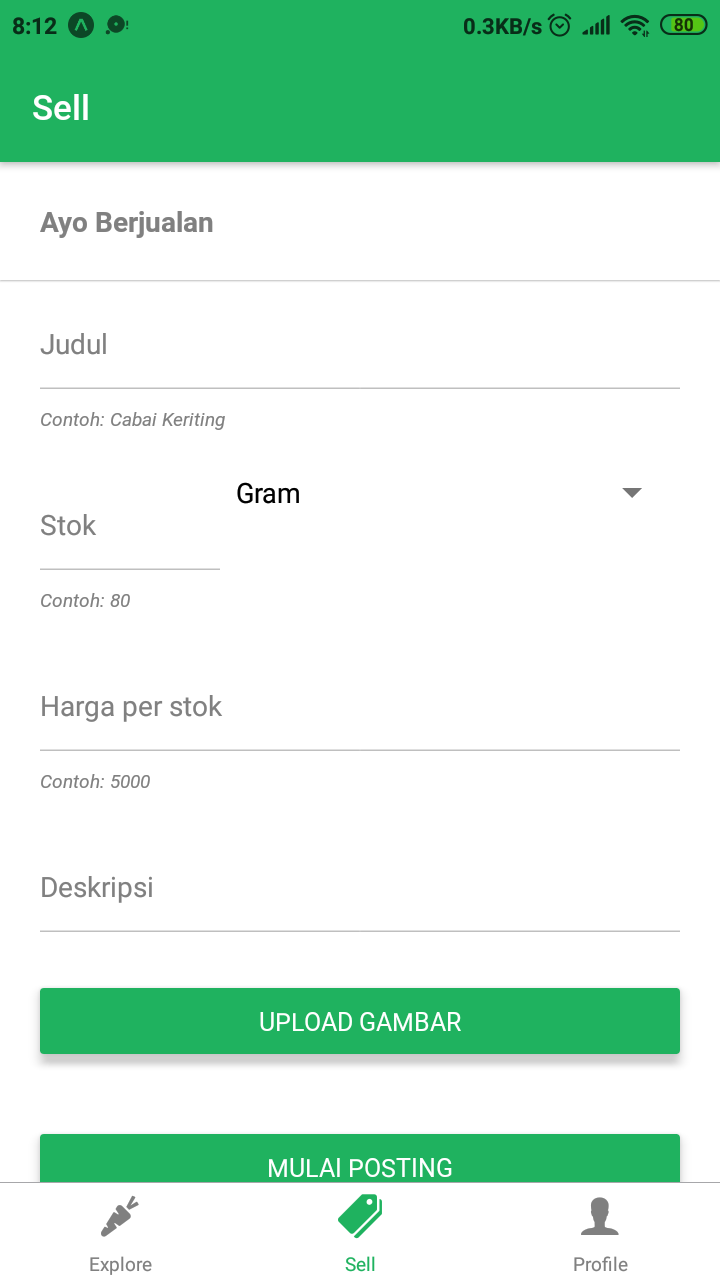 8:12
0.3KB/s
80
Sell
Ayo Berjualan
Judul
Contoh: Cabai Keriting
Gram
Stok
Contoh: 80
Harga per stok
Contoh: 5000
Deskripsi
UPLOAD GAMBAR
MULAI POSTING
Explore
Sell
Profile